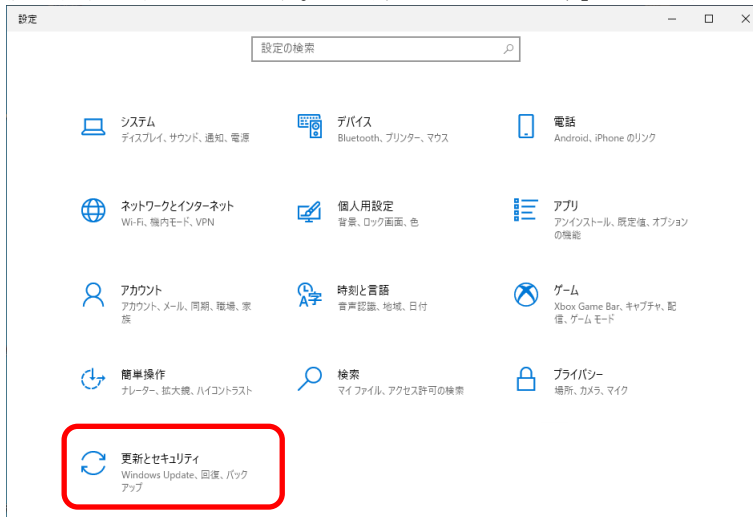 設定
設定の検索
システム
ディスプレイ、サウンド、通知、電源
デバイス
Bluetooth、プリンター、マウス
電話
Android、iPhone のリンク
ネットワークとインターネット
Wi-Fi、機内モード、VPN
個人用設定
背景、ロック画面、色
アプリ
アンインストール、既定値、オプション
の機能
アカウント
アカウント、メール、同期、職場、家
族
時刻と言語
音声認識、地域、日付
ゲーム
Xbox Game Bar、キャプチャ、配
信、ゲーム モード
簡単操作
ナレーター、拡大鏡、ハイコントラスト
検索
マイ ファイル、アクセス許可の検索
プライバシー
場所、カメラ、マイク
更新とセキュリティ
Windows Update、回復、バック
アップ